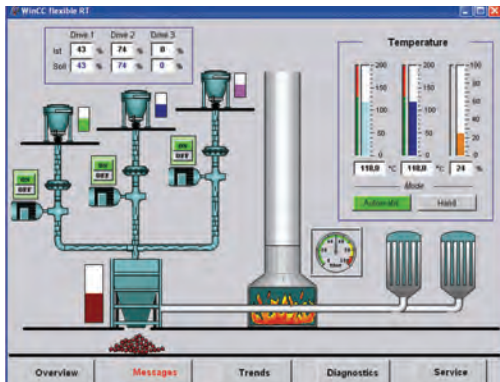 WinCC flexible RT
Drive 1 Drive 2 Drive 3
Ist 43 % 74 % 0 %
Soll 43 % 74 % 0 %
Temperature
200 200 100
150 150 80
100 100 60
50 50 40
20
0 0 0
118,0 °C 118,0 °C 24 %
Mode
Automatic Hand
ON
OFF
ON
OFF
ON
OFF
Overview Messages Trends Diagnostics Service